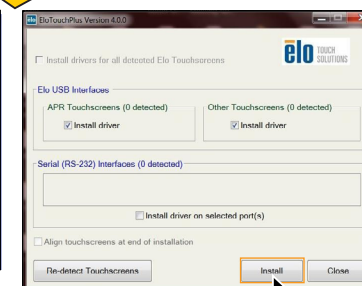 EloTouchPlus Version 4.0.0
Install drivers for all detected Elo Touchscreens
elo TOUCH
SOLUTIONS
Elo USB Interfaces
APR Touchscreens (0 detected)
Install driver
Other Touchscreens (0 detected)
Install driver
Serial (RS-232) Interfaces (0 detected)
Install driver on selected port(s)
Align touchscreens at end of installation
Re-detect Touchscreens
Install
Close